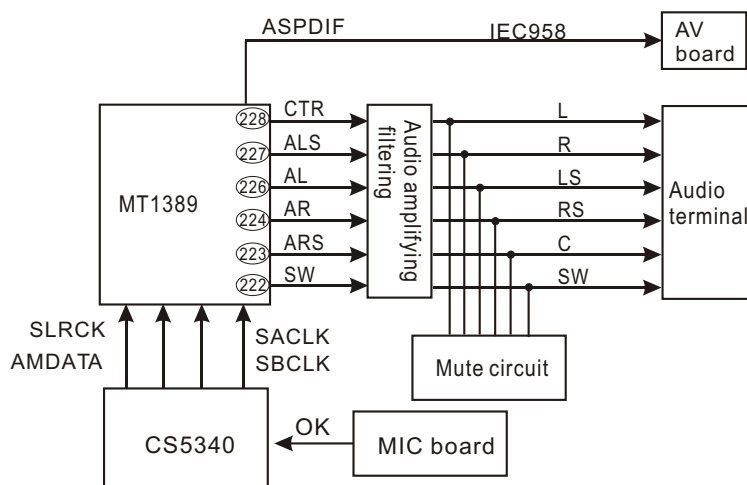 ASPDIF IEC958
AV
board
228 CTR
227 ALS
226 AL
224 AR
223 ARS
222 SW
MT1389
Audio amplifying
filtering
L
R
LS
RS
C
SW
Audio
terminal
SLRCK
AMDATA
SACLK
SBCLK
Mute circuit
CS5340
OK
MIC board